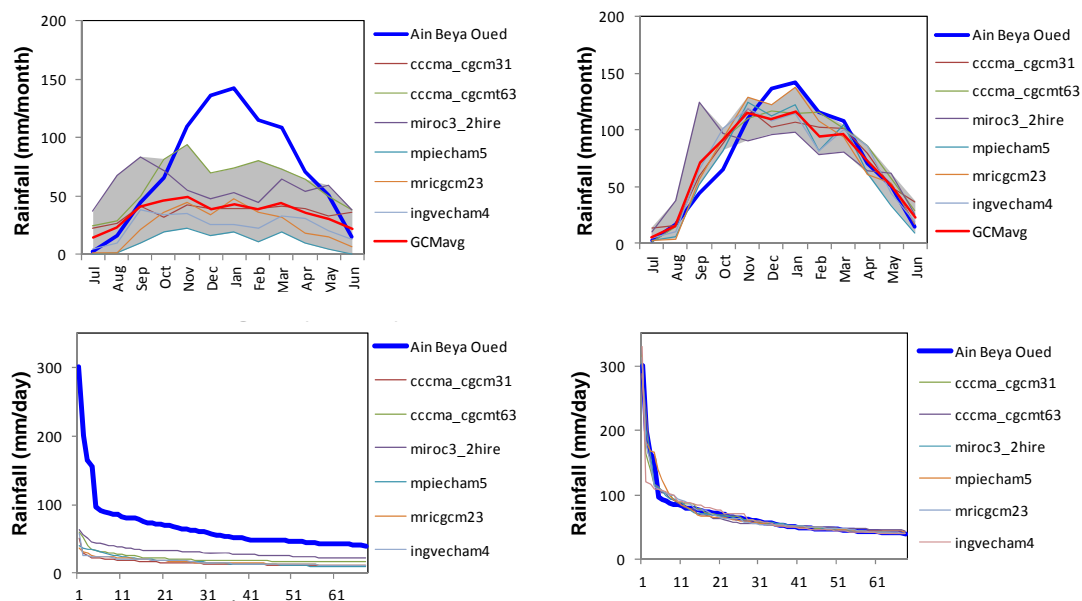 200
150
100
50
0
Rainfall (mm/month)
Jul
Aug
Sep
Oct
Nov
Dec
Jan
Feb
Mar
Apr
May
Jun
Ain Beya Oued
cccma_cgcm31
cccma_cgcmt63
miroc3_2hire
mpiecham5
mricgcm23
ingvecham4
GCMavg
200
150
100
50
0
Rainfall (mm/month)
Jul
Aug
Sep
Oct
Nov
Dec
Jan
Feb
Mar
Apr
May
Jun
Ain Beya Oued
cccma_cgcm31
cccma_cgcmt63
miroc3_2hire
mpiecham5
mricgcm23
ingvecham4
GCMavg
300
200
100
0
Rainfall (mm/day)
1 11 21 31 41 51 61
Ain Beya Oued
cccma_cgcm31
cccma_cgcmt63
miroc3_2hire
mpiecham5
mricgcm23
ingvecham4
300
200
100
0
Rainfall (mm/day)
1 11 21 31 41 51 61
Ain Beya Oued
cccma_cgcm31
cccma_cgcmt63
miroc3_2hire
mpiecham5
mricgcm23
ingvecham4